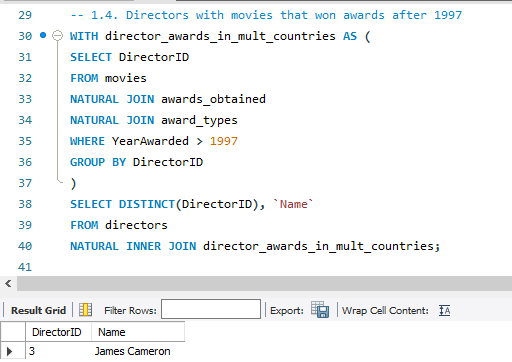 29 -- 1.4. Directors with movies that won awards after 1997
30 WITH director_awards_in_mult_countries AS (
31 SELECT DirectorID
32 FROM movies
33 NATURAL JOIN awards_obtained
34 NATURAL JOIN award_types
35 WHERE YearAwarded > 1997
36 GROUP BY DirectorID
37 )
38 SELECT DISTINCT(DirectorID), `Name`
39 FROM directors
40 NATURAL INNER JOIN director_awards_in_mult_countries;
41
Result Grid Filter Rows: Export: Wrap Cell Content: IA
DirectorID Name
3 James Cameron